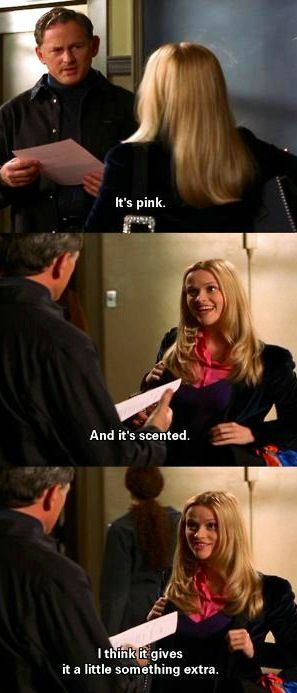 It's pink.
And it's scented.
I think it gives
it a little something extra.